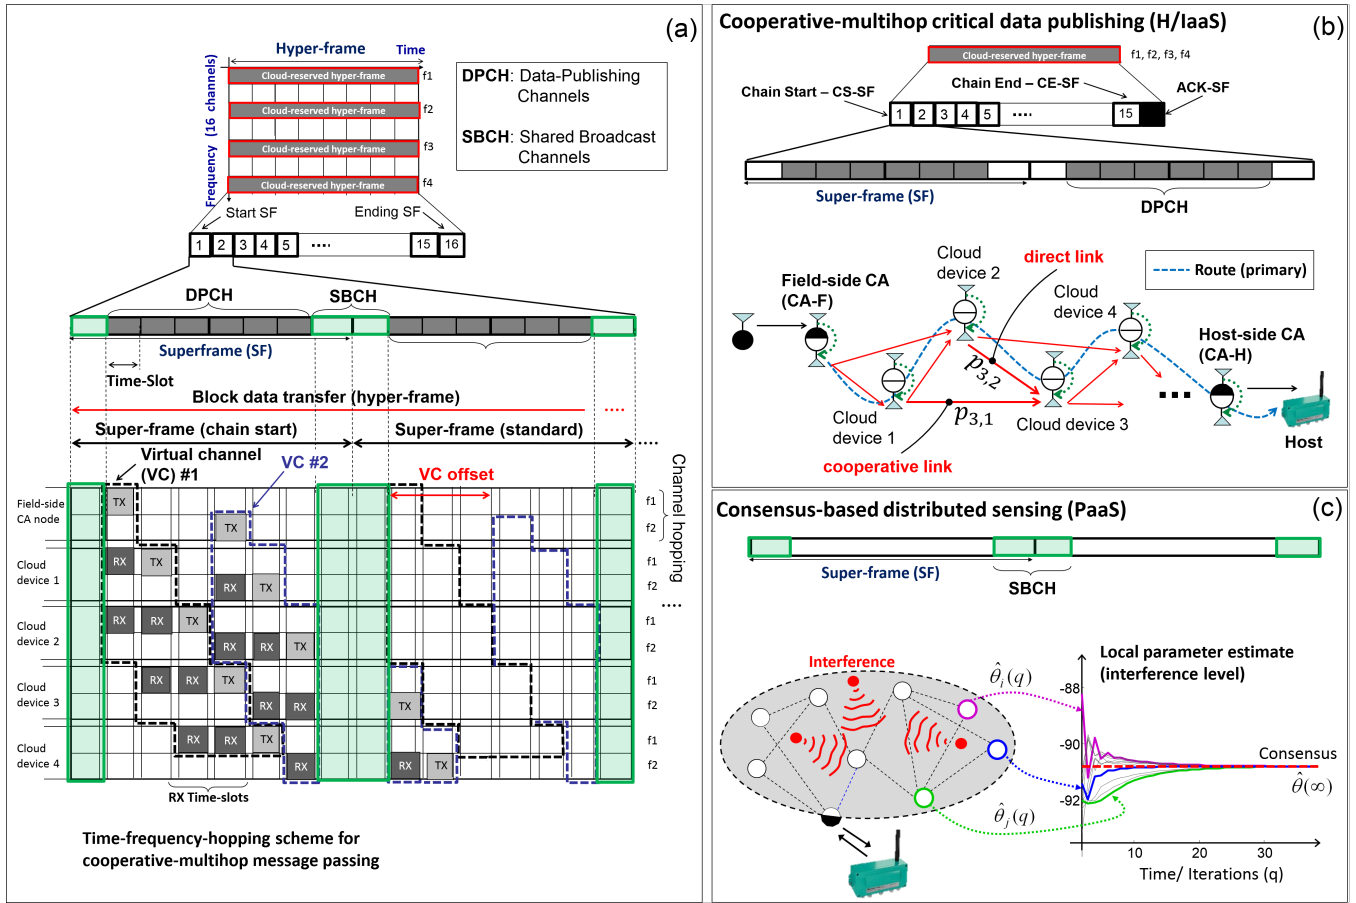 (a)
Hyper-frame
Time
Frequency (16 channels)
Cloud-reserved hyper-frame
f1
Cloud-reserved hyper-frame
f2
Cloud-reserved hyper-frame
f3
Cloud-reserved hyper-frame
f4
DPCH: Data-Publishing
Channels
SBCH: Shared Broadcast
Channels
Start SF
Ending SF
1 2 3 4 5 .... 15 16
DPCH
SBCH
Superframe (SF)
Time-Slot
Block data transfer (hyper-frame)
....
Super-frame (chain start)
Super-frame (standard)
....
Virtual channel
(VC) #1
VC #2
VC offset
Channel hopping
Field-side
CA node
TX
f1
TX
f2
Cloud
device 1
RX TX
f1
RX TX
f2
....
Cloud
device 2
RX RX TX
f1
RX RX TX
f2
Cloud
device 3
RX RX TX
f1
RX RX TX
f2
Cloud
device 4
RX RX TX
f1
RX RX TX
f2
RX Time-slots
Time-frequency-hopping scheme for
cooperative-multihop message passing
Cooperative-multihop critical data publishing (H/IaaS)
(b)
Cloud-reserved hyper-frame
f1, f2, f3, f4
Chain Start – CS-SF
Chain End – CE-SF
ACK-SF
1 2 3 4 5 .... 15
Super-frame (SF)
DPCH
Field-side CA
(CA-F)
Cloud
device 2
direct link
Route (primary)
Cloud
device 4
Host-side CA
(CA-H)
p3,2
Cloud
device 1
p3,1
Cloud
device 3
...
Host
cooperative link
Consensus-based distributed sensing (PaaS)
(c)
Super-frame (SF)
SBCH
Interference
θ̂i(q)
θ̂j(q)
Local parameter estimate
(interference level)
-88
-90
-92
Consensus
θ̂(∞)
10 20 30
Time/ Iterations (q)